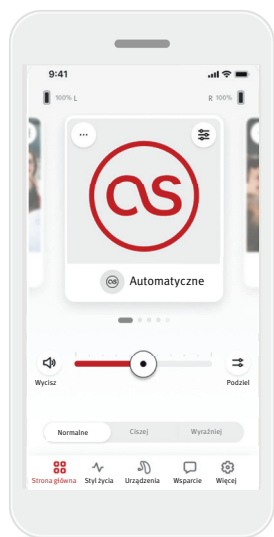 9:41
100% L
R 100%
Automatyczne
Wycisz
Podziel
Normalne
Ciszej
Wyraźniej
Strona główna
Styl życia
Urządzenia
Wsparcie
Więcej